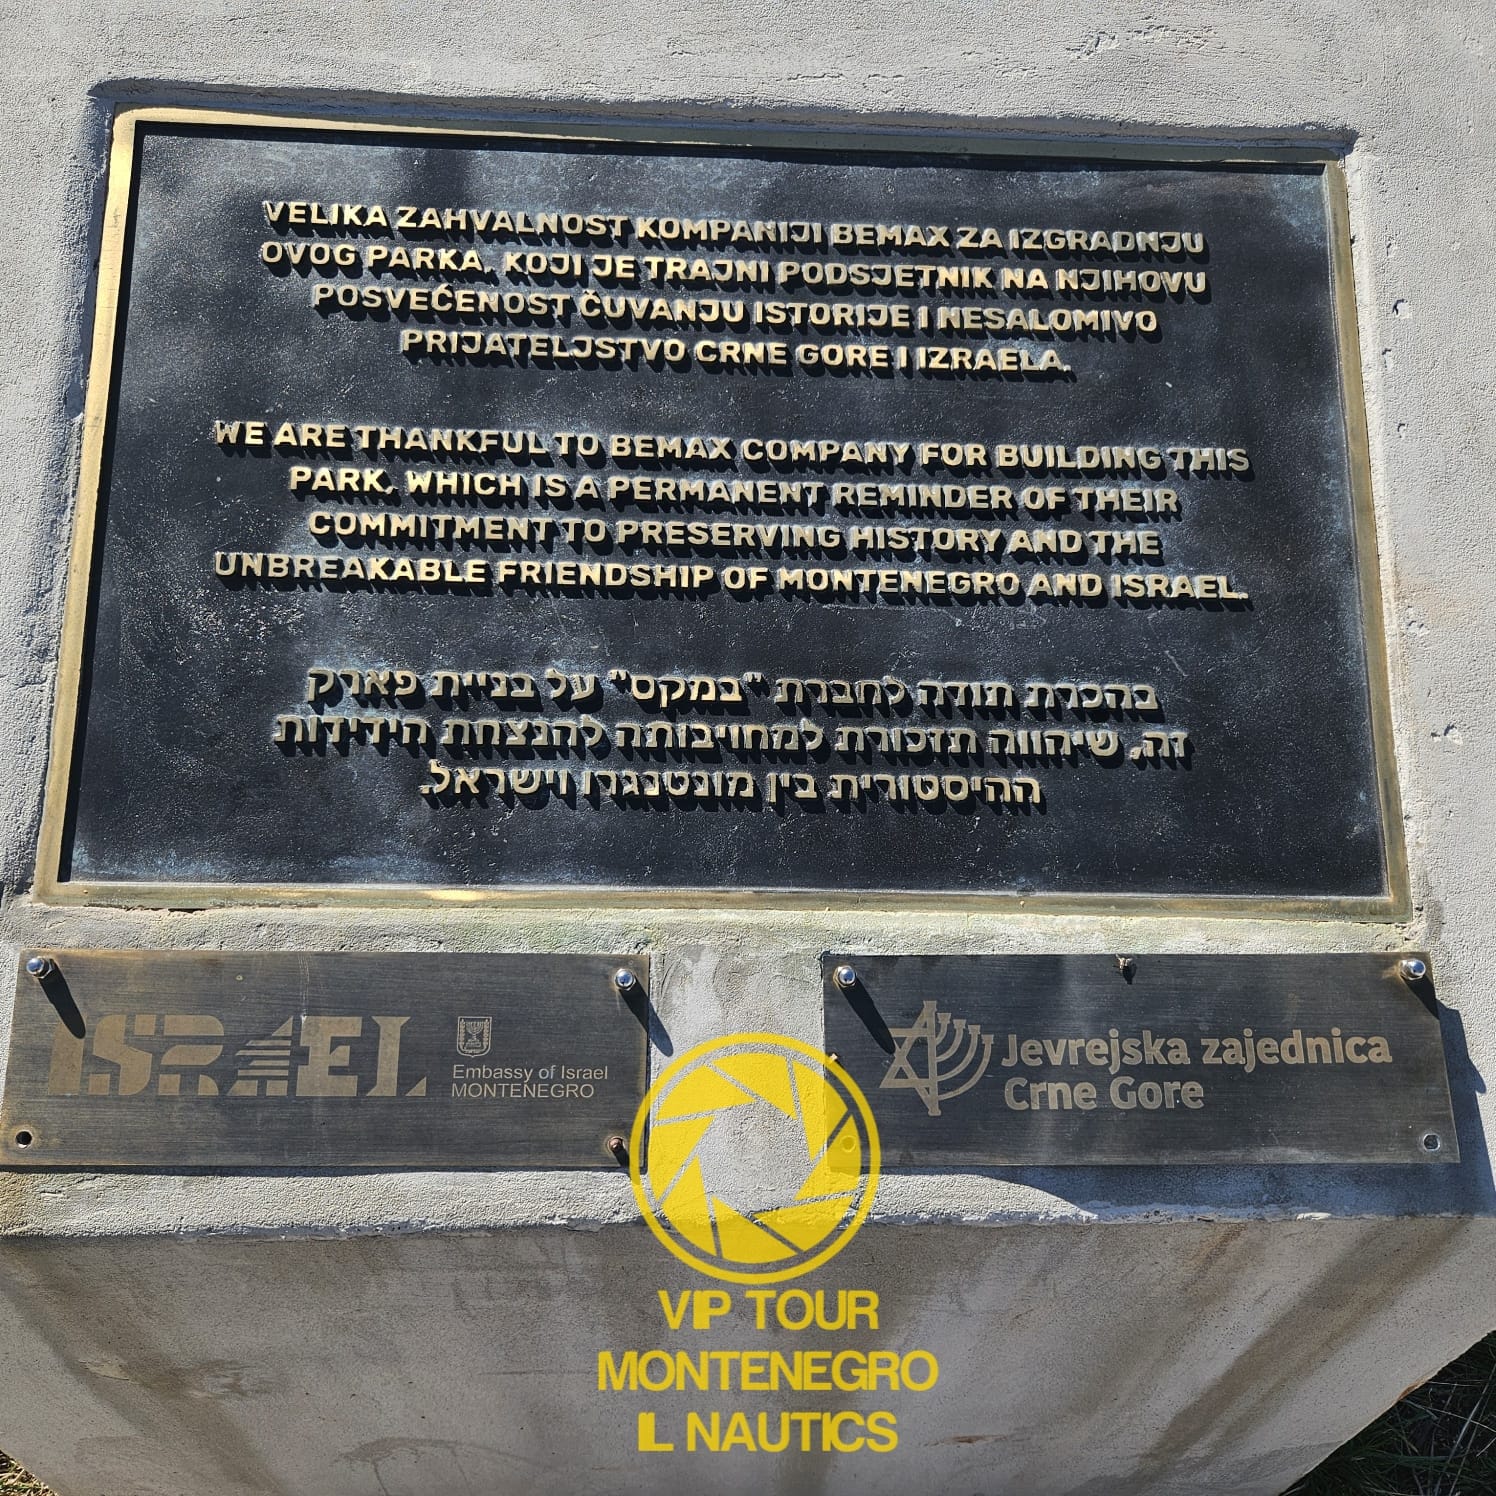 VELIKA ZAHVALNOST KOMPANIJI BEMAX ZA IZGRADNJU
OVOG PARKA, KOJI JE TRAJNI PODSJETNIK NA NJIHOVU
POSVEĆENOST ČUVANJU ISTORIJE I NESALOMIVO
PRIJATELJSTVO CRNE GORE I IZRAELA.
WE ARE THANKFUL TO BEMAX COMPANY FOR BUILDING THIS
PARK, WHICH IS A PERMANENT REMINDER OF THEIR
COMMITMENT TO PRESERVING HISTORY AND THE
UNBREAKABLE FRIENDSHIP OF MONTENEGRO AND ISRAEL.
בהכרת תודה לחברת "במקס" על בניית פארק
זה, שיהווה תזכורת למחויבותה להנצחת הידידות
ההיסטורית בין מונטנגרו וישראל.
ISRAEL
Embassy of Israel
MONTENEGRO
Jevrejska zajednica
Crne Gore
VIP TOUR
MONTENEGRO
IL NAUTICS